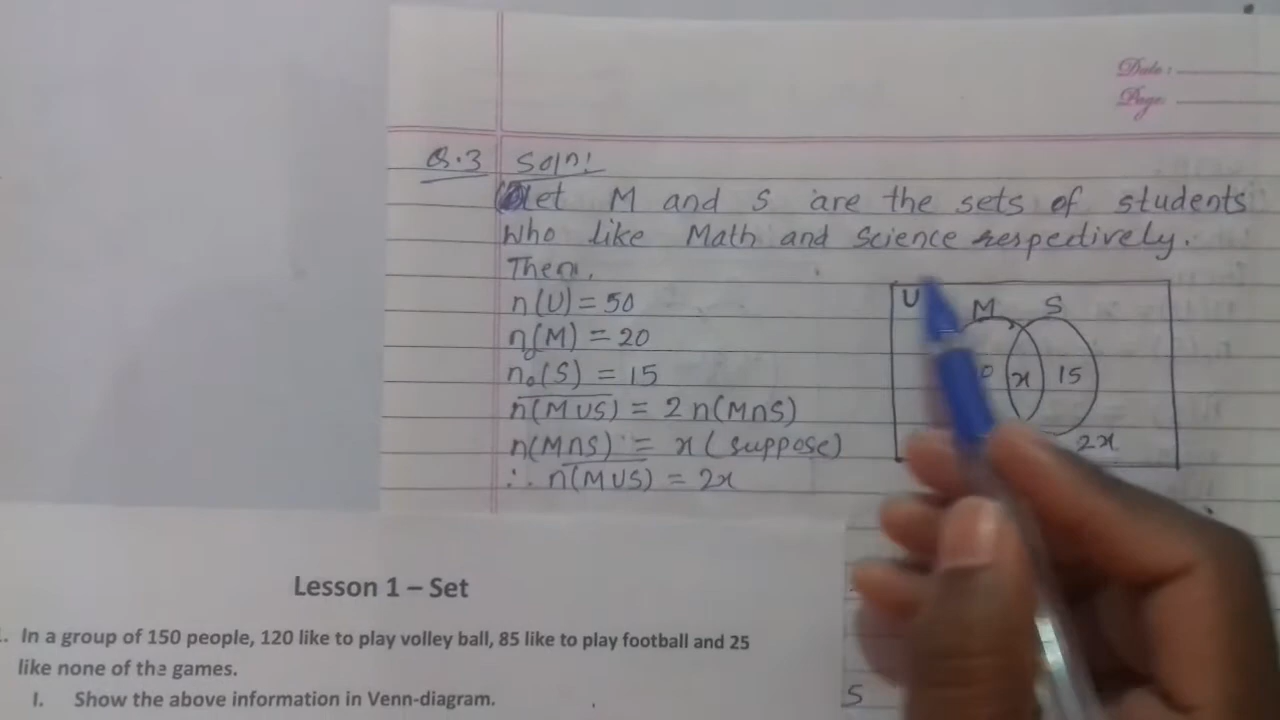 Date:
Page:
Q.3 Soln:
Let M and S are the sets of students
who like Math and Science respectively.
Then,
n(U) = 50
n₀(M) = 20
n₀(S) = 15
n(M∪S)‾ = 2 n(M∩S)
n(M∩S) = x (suppose)
∴ n(M∪S)‾ = 2x
U M S
x 15
2x
S
Lesson 1 – Set
In a group of 150 people, 120 like to play volley ball, 85 like to play football and 25
like none of the games.
I. Show the above information in Venn-diagram.